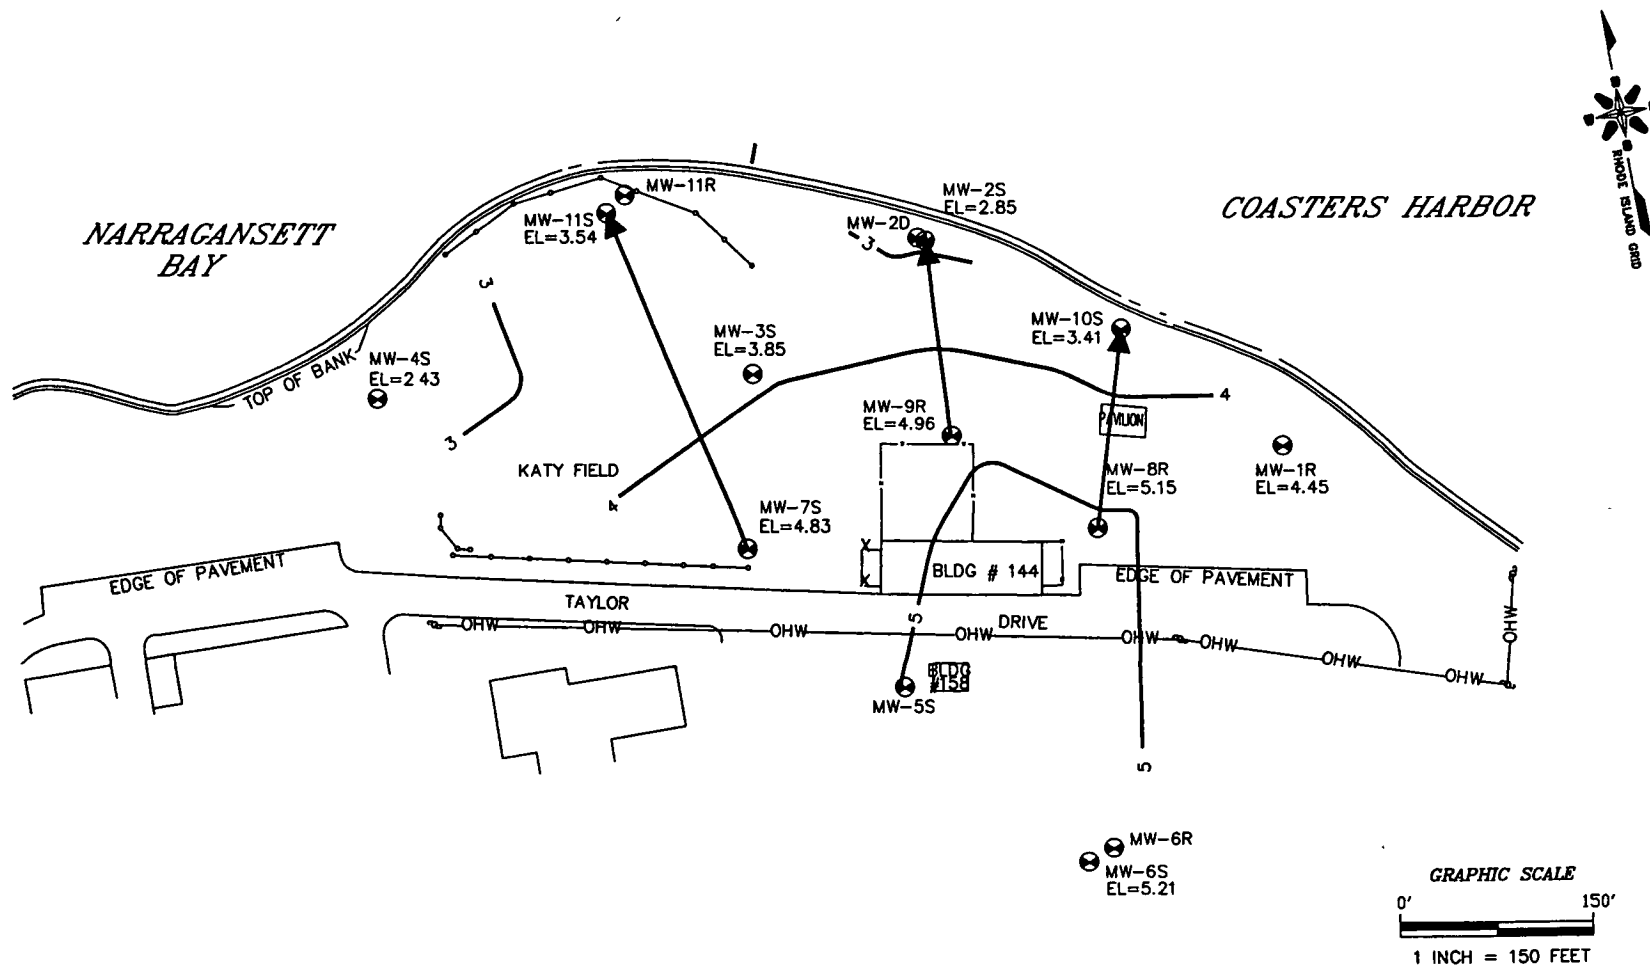 RHODE ISLAND GRID
NARRAGANSETT
BAY
COASTERS HARBOR
MW-11R
MW-11S
EL=3.54
MW-2S
EL=2.85
MW-2D
3
3
MW-10S
EL=3.41
MW-3S
EL=3.85
MW-4S
EL=2 43
TOP OF BANK
4
MW-9R
EL=4.96
PAVILION
3
KATY FIELD
MW-8R
EL=5.15
MW-1R
EL=4.45
4
MW-7S
EL=4.83
X
X
BLDG # 144
EDGE OF PAVEMENT
EDGE OF PAVEMENT
TAYLOR
DRIVE
5
OHW
OHW
OHW
OHW
OHW
OHW
OHW
OHW
OHW
BLDG
#158
MW-5S
5
MW-6R
MW-6S
EL=5.21
GRAPHIC SCALE
0'
150'
1 INCH = 150 FEET